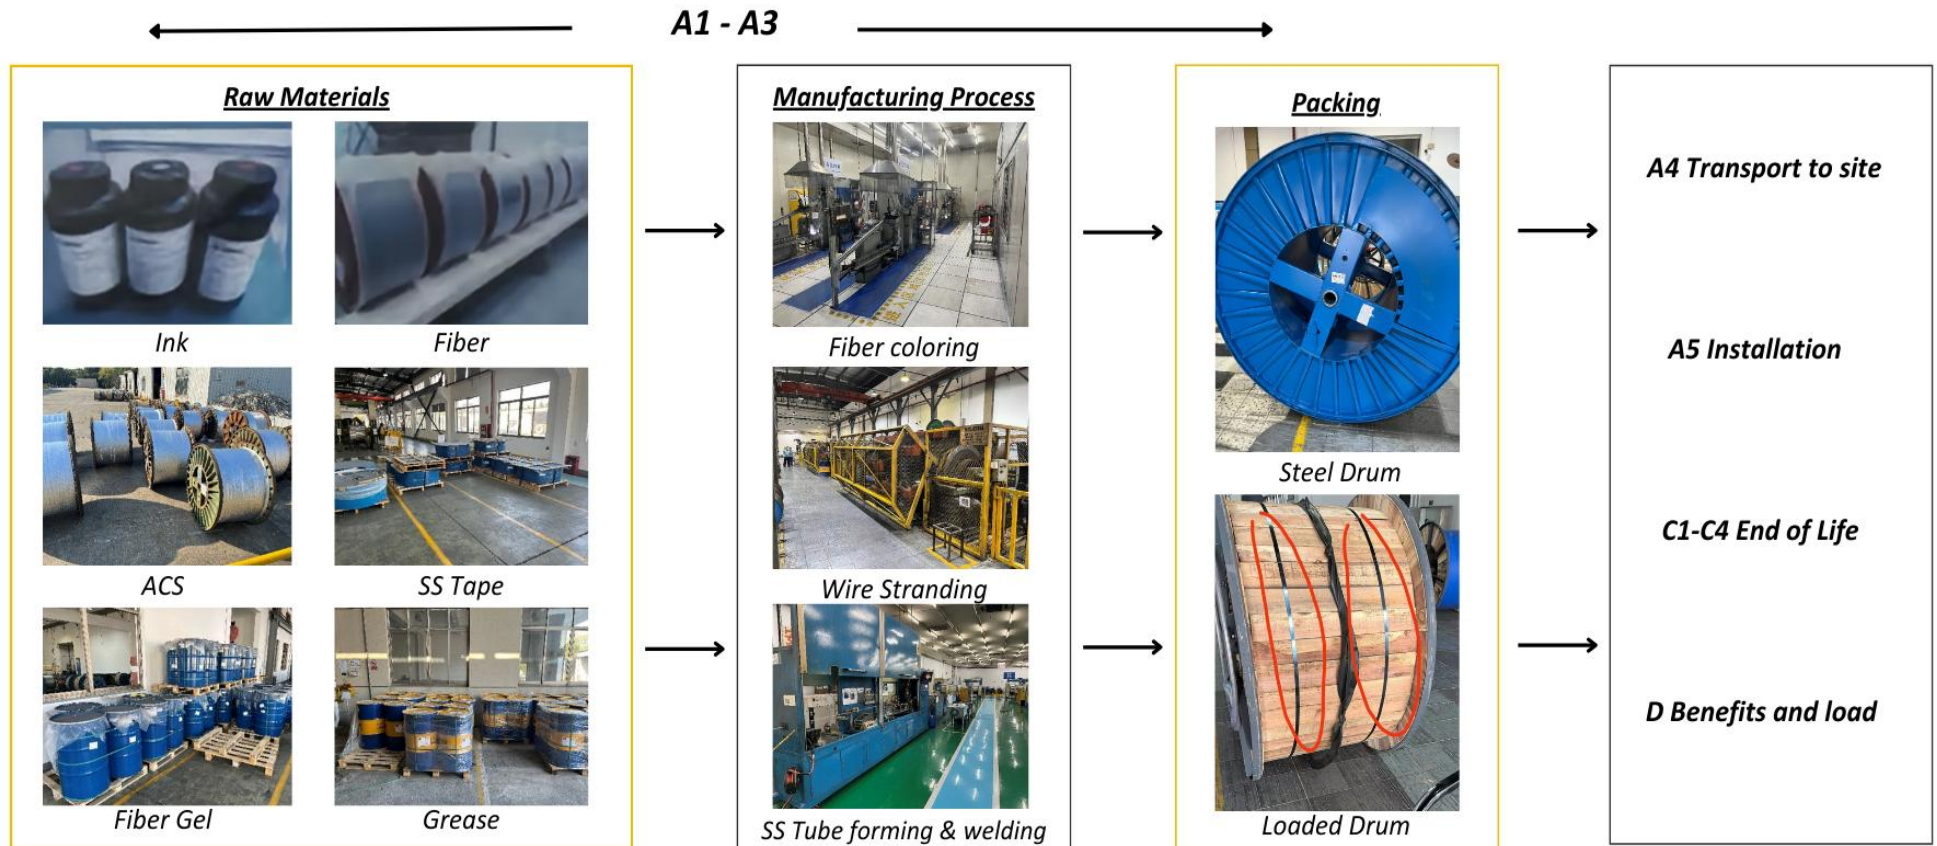 A1 - A3
Raw Materials
Ink
Fiber
ACS
SS Tape
Fiber Gel
Grease
Manufacturing Process
Fiber coloring
Wire Stranding
SS Tube forming & welding
Packing
Steel Drum
Loaded Drum
A4 Transport to site
A5 Installation
C1-C4 End of Life
D Benefits and load